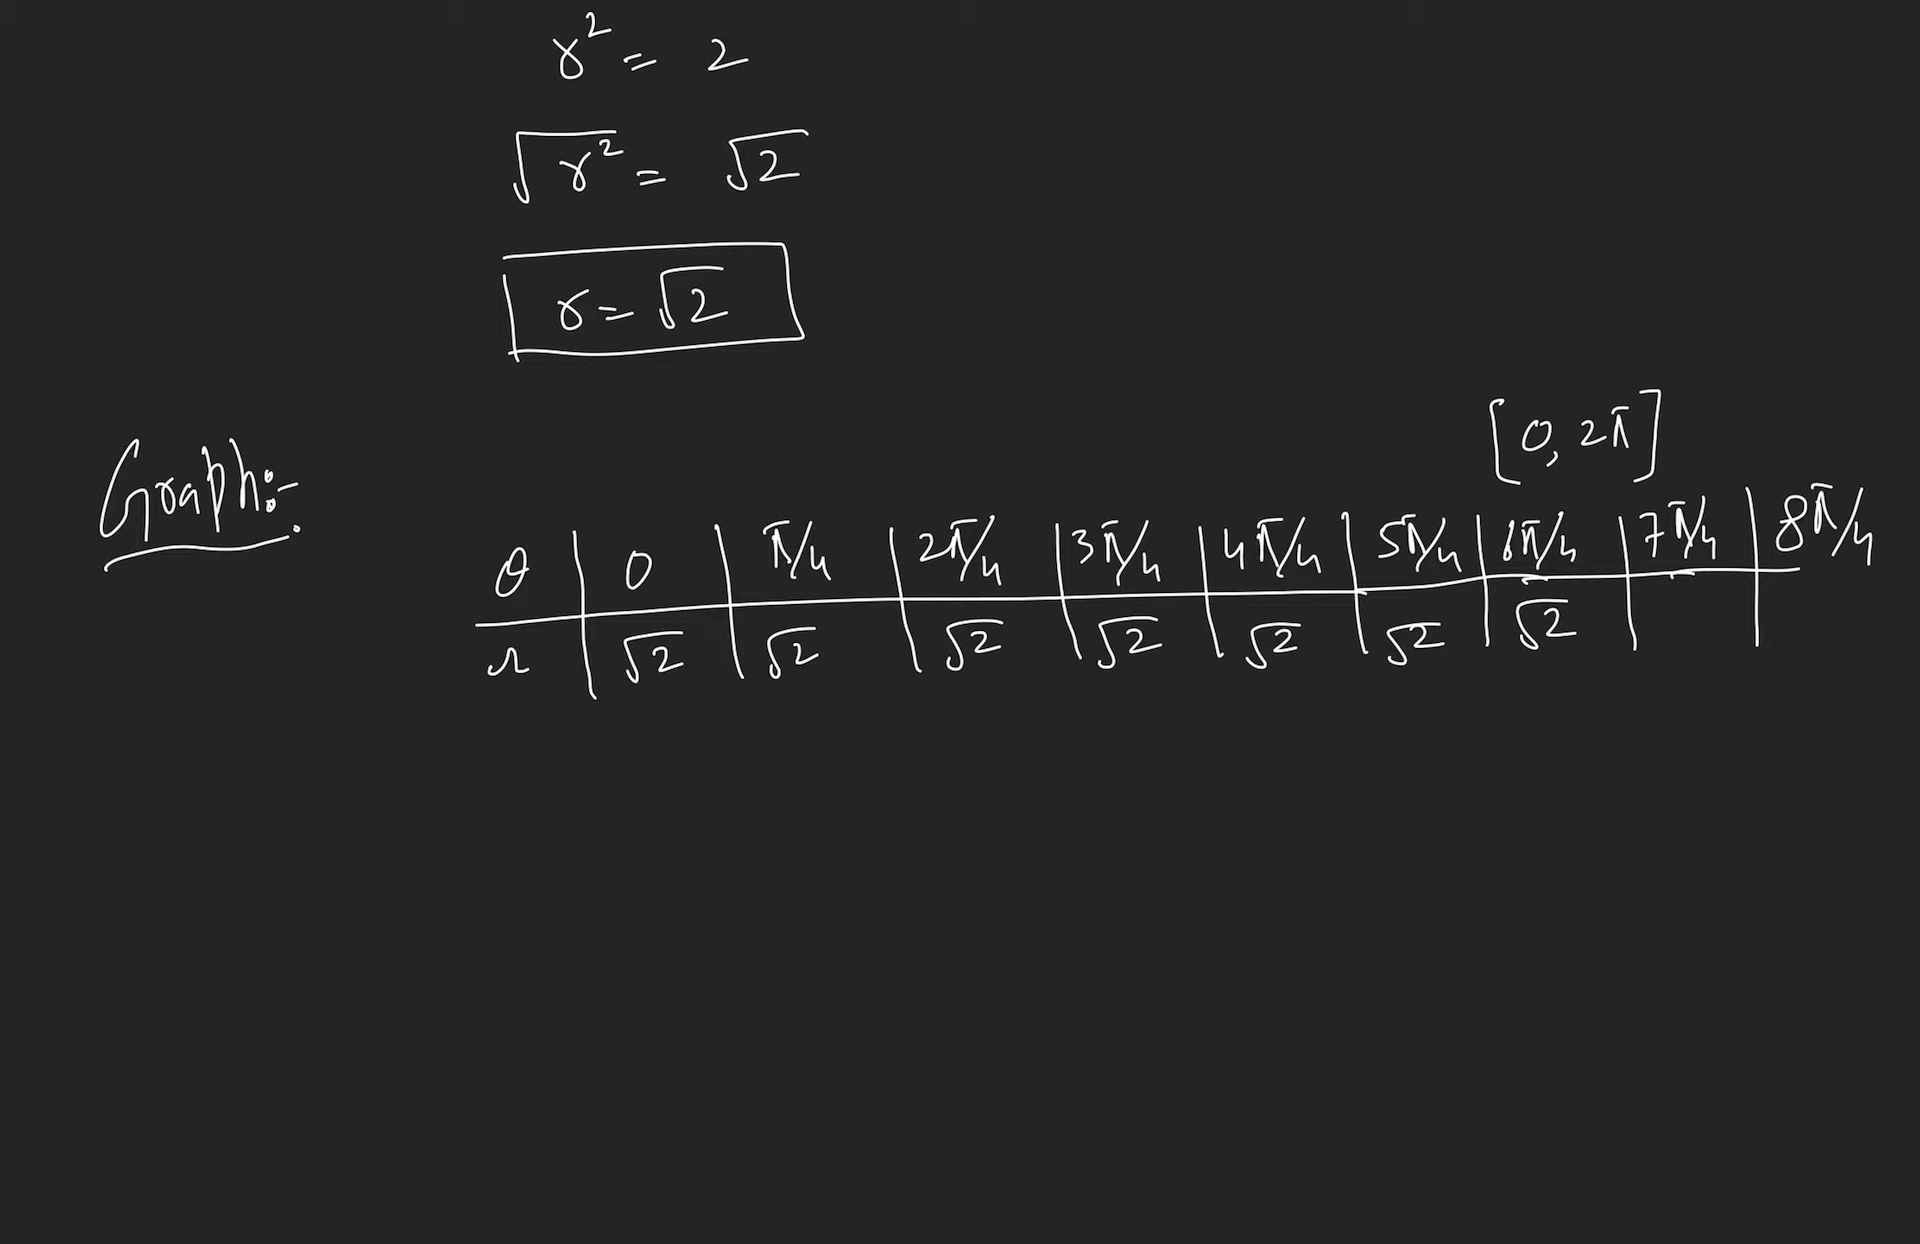 r² = 2
√r² = √2
r = √2
[0, 2π]
Graph:-
θ | 0 | π/4 | 2π/4 | 3π/4 | 4π/4 | 5π/4 | 6π/4 | 7π/4 | 8π/4
r | √2 | √2 | √2 | √2 | √2 | √2 | √2 | |